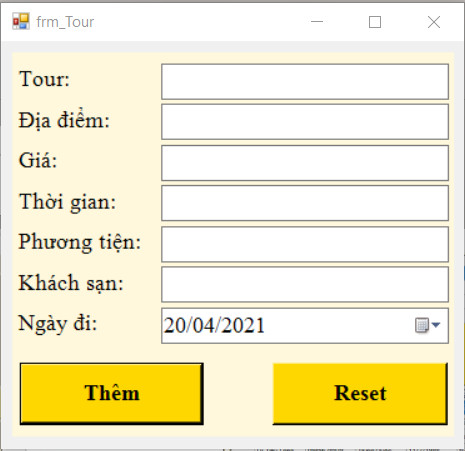 frm_Tour
Tour:
Địa điểm:
Giá:
Thời gian:
Phương tiện:
Khách sạn:
Ngày đi: 20/04/2021
Thêm Reset